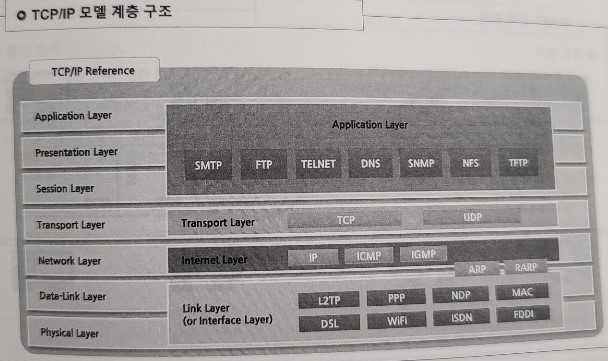 TCP/IP 모델 계층 구조
TCP/IP Reference
Application Layer
Application Layer
Presentation Layer
SMTP FTP TELNET DNS SNMP NFS TFTP
Session Layer
Transport Layer Transport Layer TCP UDP
Network Layer Internet Layer IP ICMP IGMP
ARP RARP
Data-Link Layer
Link Layer
(or Interface Layer)
L2TP PPP NDP MAC
DSL WiFi ISDN FDDI
Physical Layer